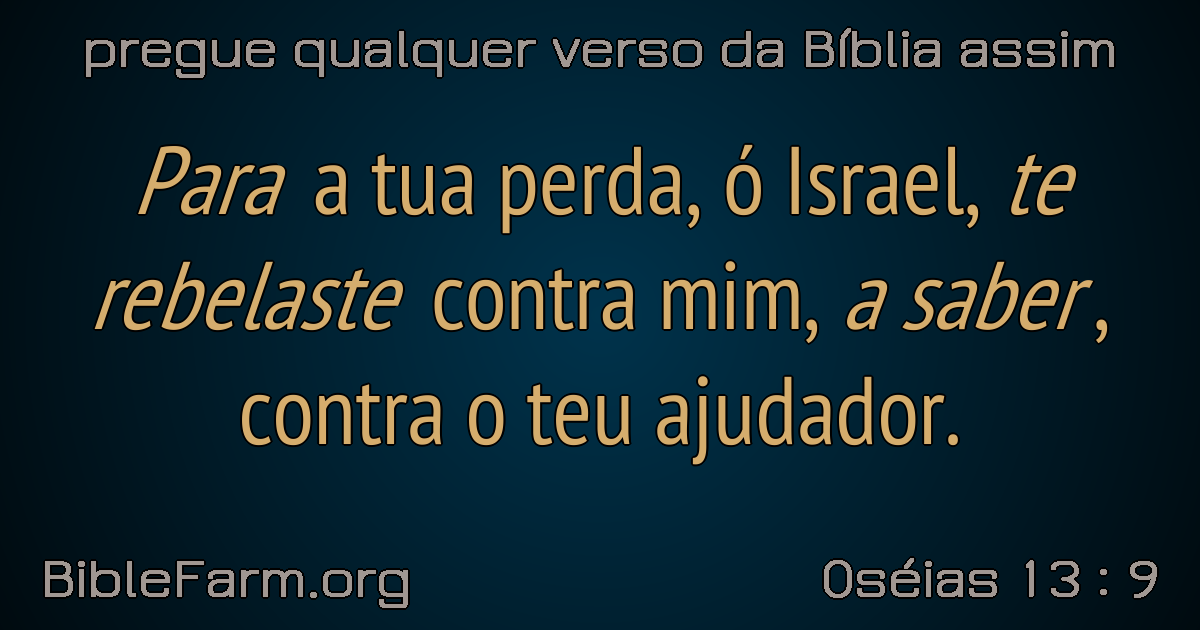 pregue qualquer verso da Bíblia assim
Para a tua perda, ó Israel, te
rebelaste contra mim, a saber,
contra o teu ajudador.
BibleFarm.org
Oséias 13 : 9